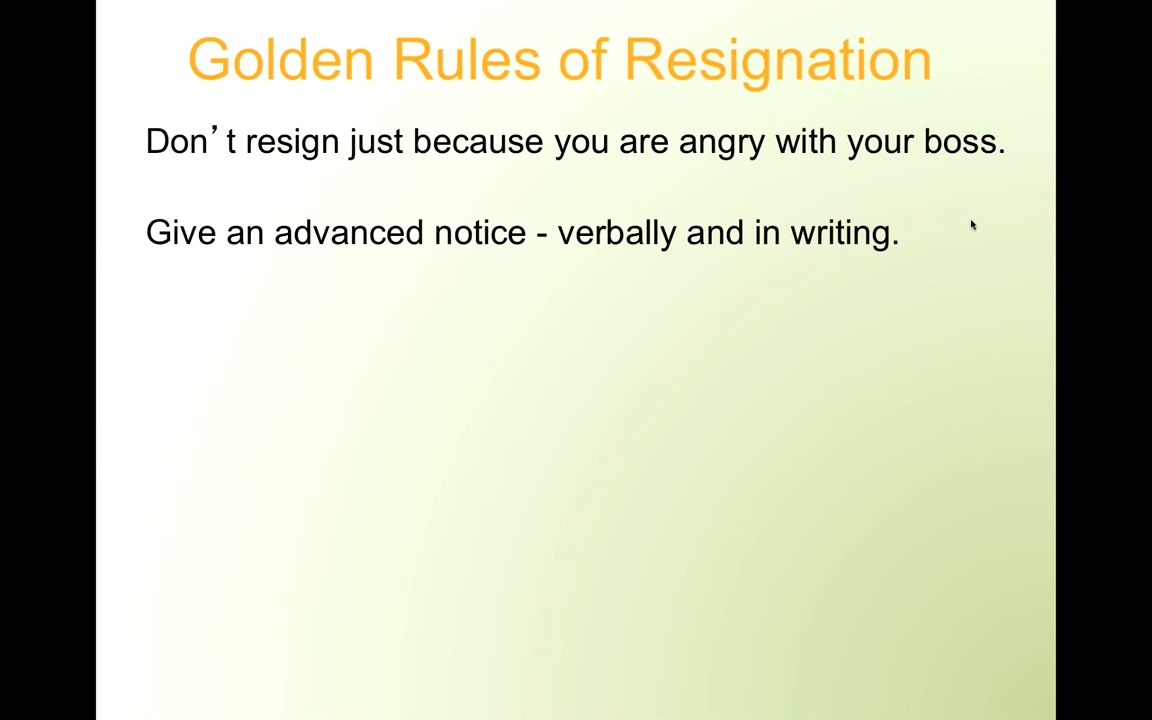 Golden Rules of Resignation
Don’t resign just because you are angry with your boss.
Give an advanced notice - verbally and in writing.